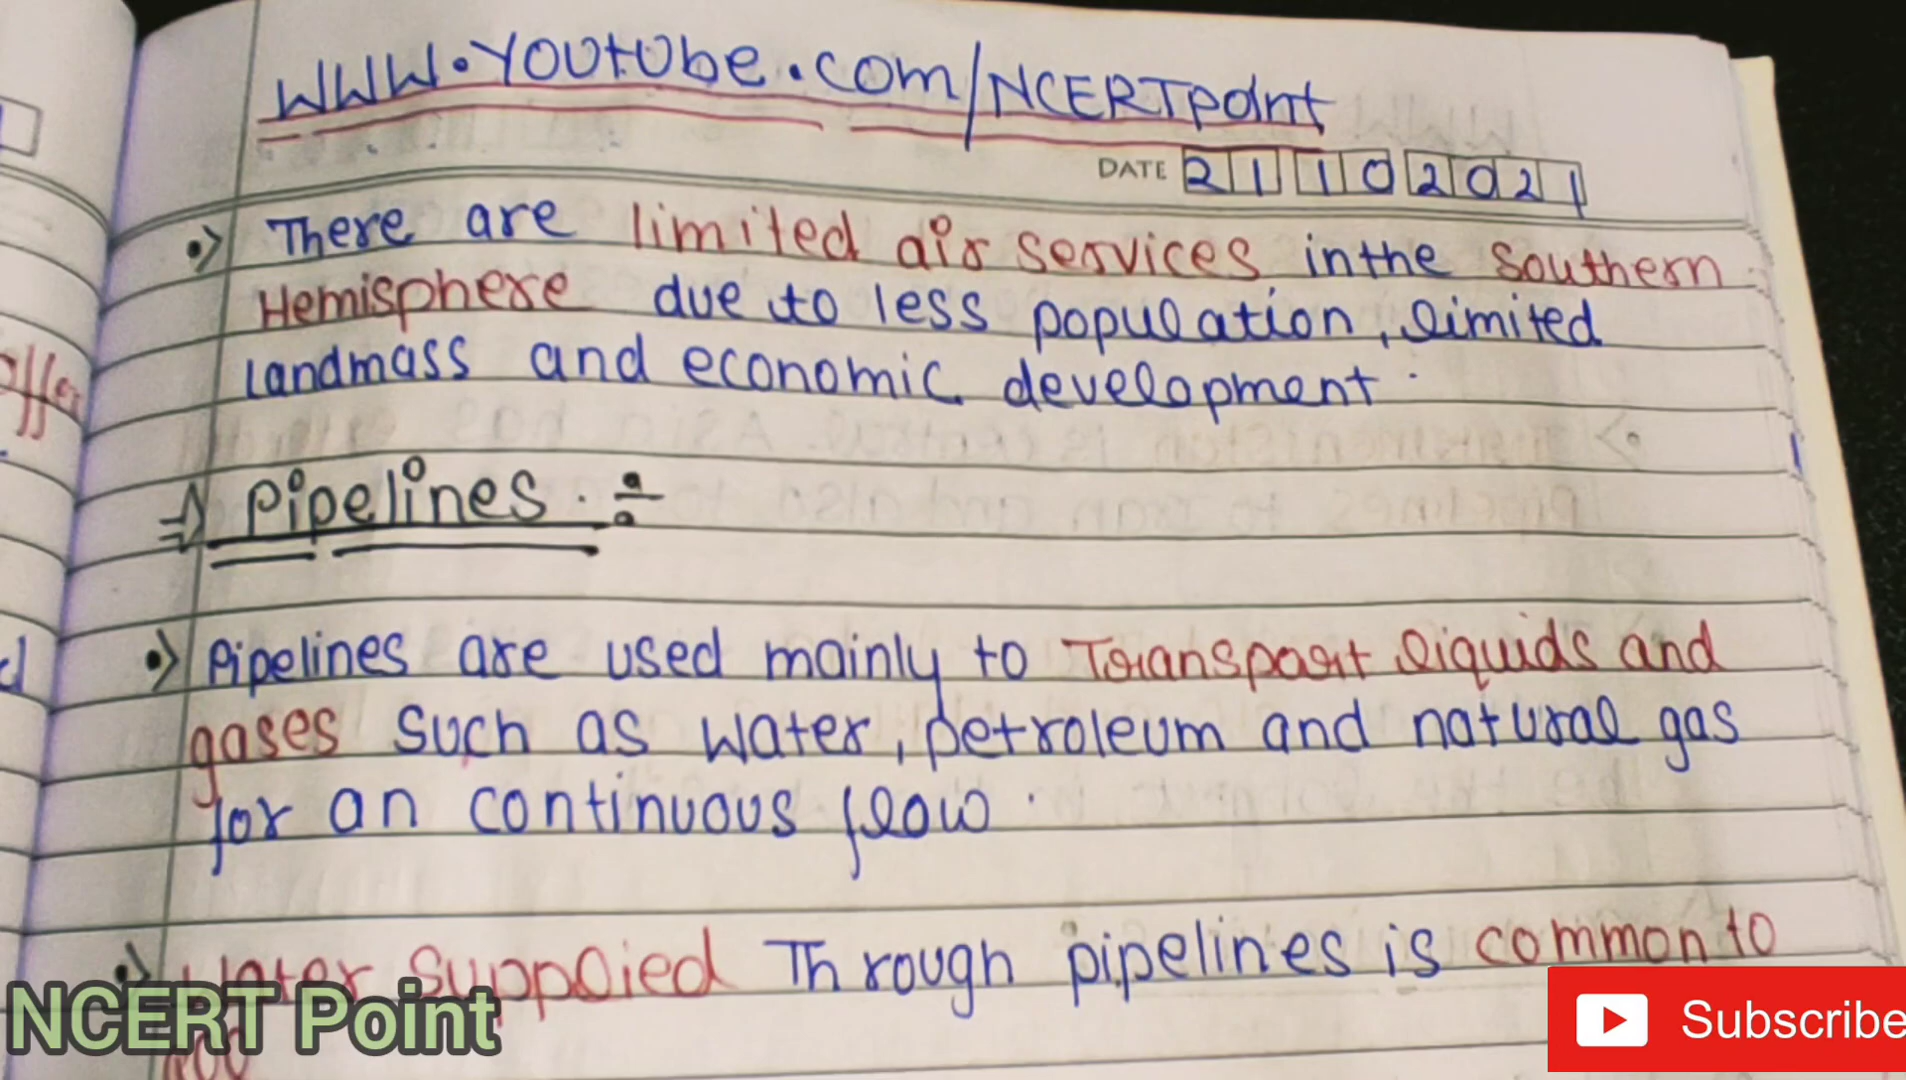 www.YouTube.com/NCERTpoint
DATE 21 10 2021
•> There are limited air services in the Southern
Hemisphere due to less population, limited
landmass and economic development.
=> Pipelines. ÷
•> Pipelines are used mainly to Transport liquids and
gases such as water, petroleum and natural gas
for an continuous flow.
•> Water Supplied Through pipelines is common to
NCERT Point
Subscribe